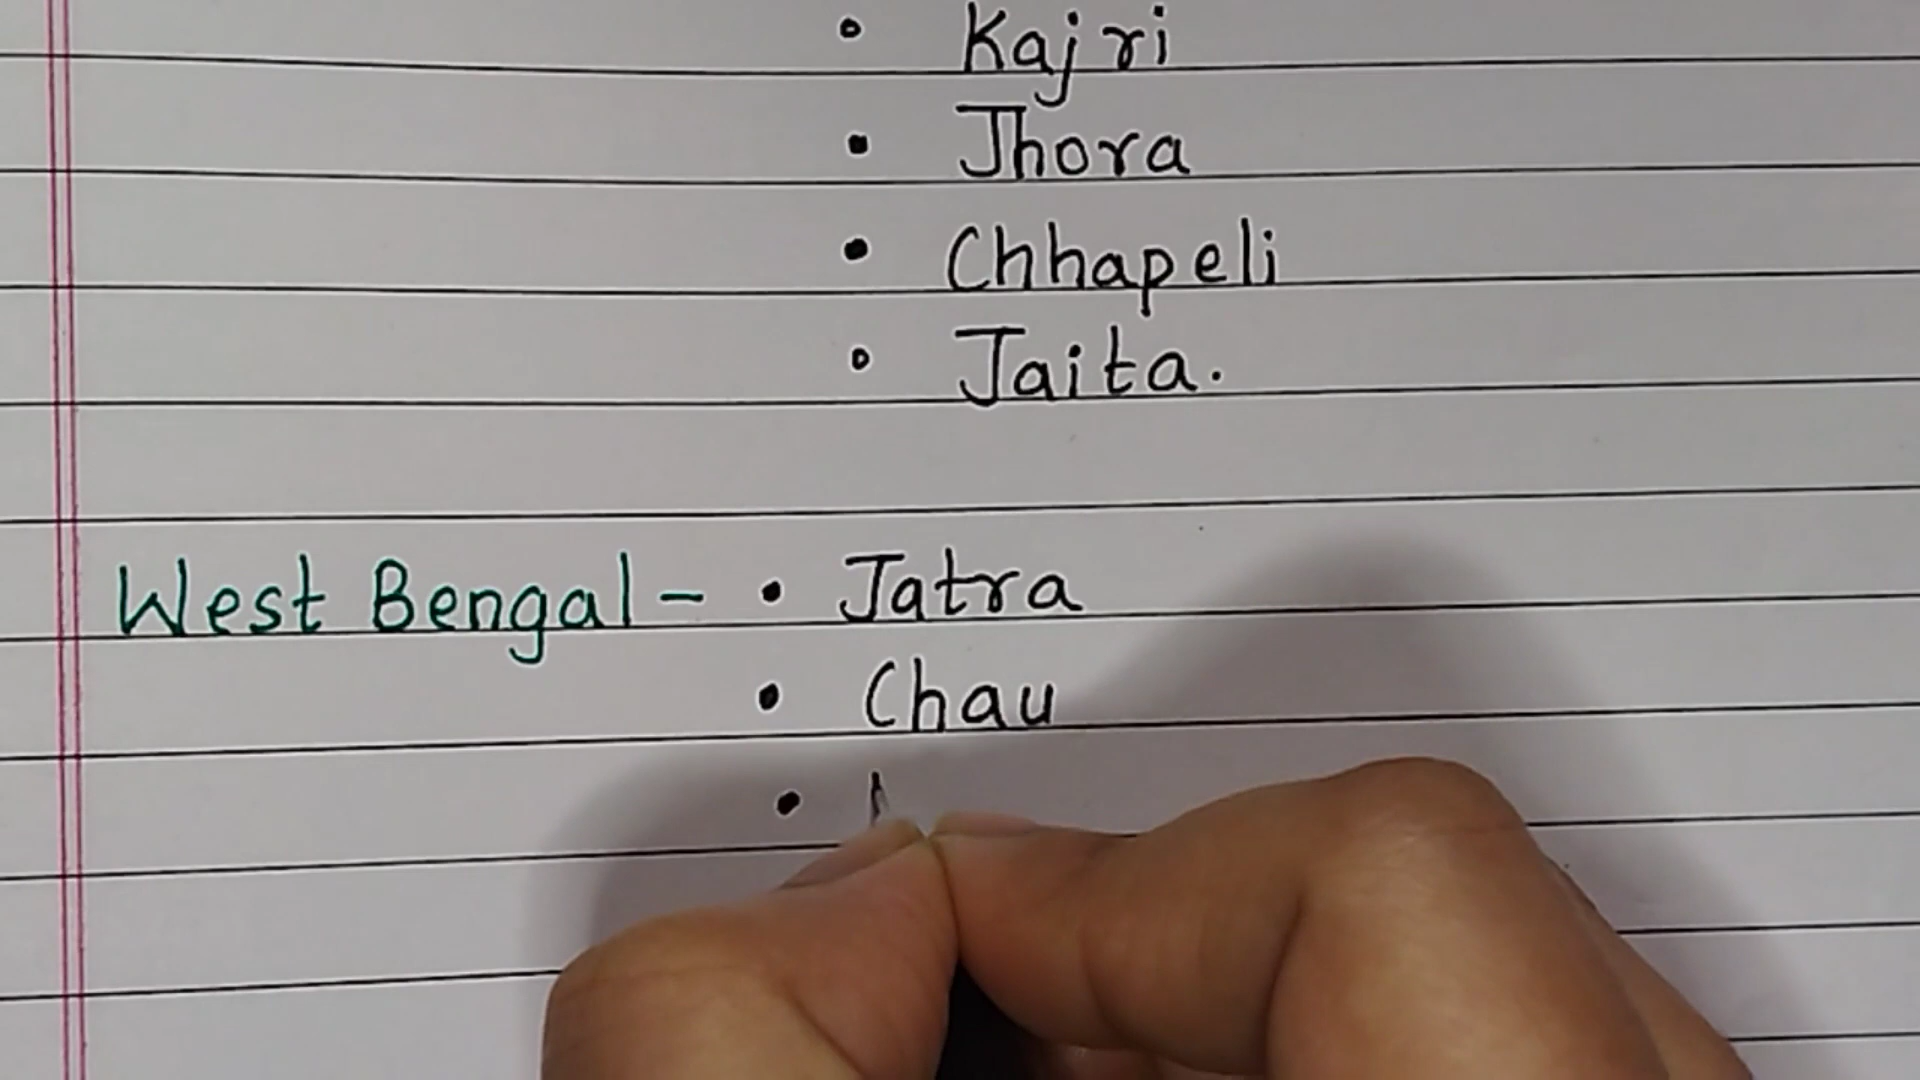 • Kajri
• Jhora
• Chhapeli
• Jaita.
West Bengal - • Jatra
• Chau
•